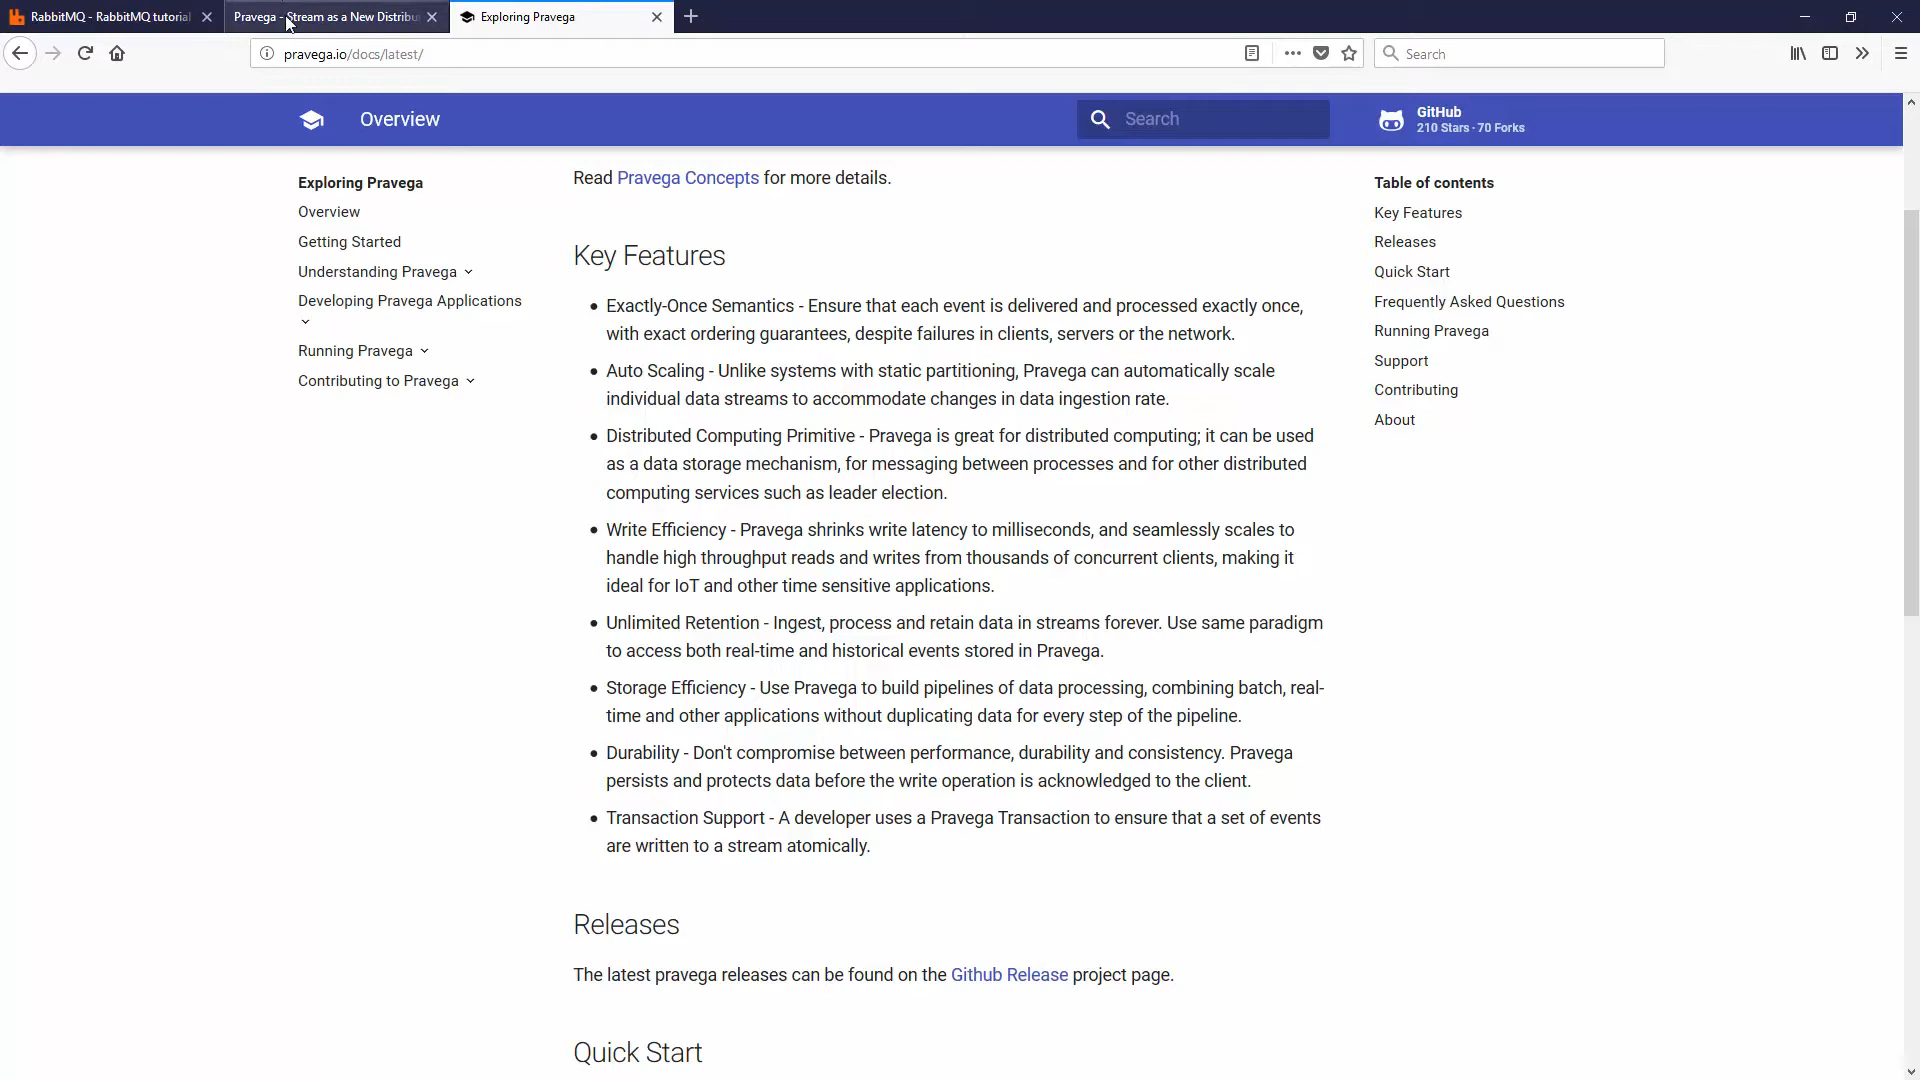 RabbitMQ - RabbitMQ tutorial
Pravega - Stream as a New Distribu
Exploring Pravega
pravega.io/docs/latest/
Search
Overview
Search
GitHub
210 Stars · 70 Forks
Exploring Pravega
Overview
Getting Started
Understanding Pravega
Developing Pravega Applications
Running Pravega
Contributing to Pravega
Read Pravega Concepts for more details.
Key Features
• Exactly-Once Semantics - Ensure that each event is delivered and processed exactly once,
with exact ordering guarantees, despite failures in clients, servers or the network.
• Auto Scaling - Unlike systems with static partitioning, Pravega can automatically scale
individual data streams to accommodate changes in data ingestion rate.
• Distributed Computing Primitive - Pravega is great for distributed computing; it can be used
as a data storage mechanism, for messaging between processes and for other distributed
computing services such as leader election.
• Write Efficiency - Pravega shrinks write latency to milliseconds, and seamlessly scales to
handle high throughput reads and writes from thousands of concurrent clients, making it
ideal for IoT and other time sensitive applications.
• Unlimited Retention - Ingest, process and retain data in streams forever. Use same paradigm
to access both real-time and historical events stored in Pravega.
• Storage Efficiency - Use Pravega to build pipelines of data processing, combining batch, real-
time and other applications without duplicating data for every step of the pipeline.
• Durability - Don't compromise between performance, durability and consistency. Pravega
persists and protects data before the write operation is acknowledged to the client.
• Transaction Support - A developer uses a Pravega Transaction to ensure that a set of events
are written to a stream atomically.
Releases
The latest pravega releases can be found on the Github Release project page.
Quick Start
Table of contents
Key Features
Releases
Quick Start
Frequently Asked Questions
Running Pravega
Support
Contributing
About